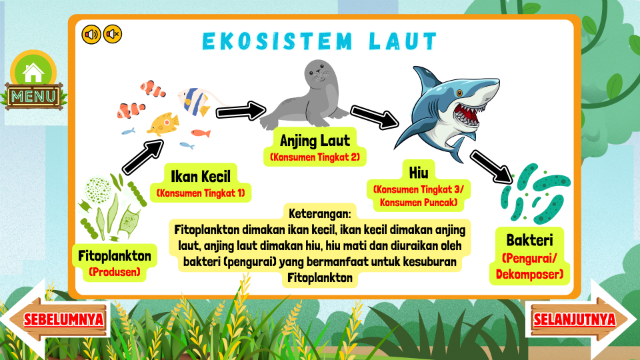 EKOSISTEM LAUT
MENU
Anjing Laut
(Konsumen Tingkat 2)
Ikan Kecil
(Konsumen Tingkat 1)
Hiu
(Konsumen Tingkat 3/
Konsumen Puncak)
Fitoplankton
(Produsen)
Keterangan:
Fitoplankton dimakan ikan kecil, ikan kecil dimakan anjing
laut, anjing laut dimakan hiu, hiu mati dan diuraikan oleh
bakteri (pengurai) yang bermanfaat untuk kesuburan
Fitoplankton
Bakteri
(Pengurai/
Dekomposer)
SEBELUMNYA
SELANJUTNYA